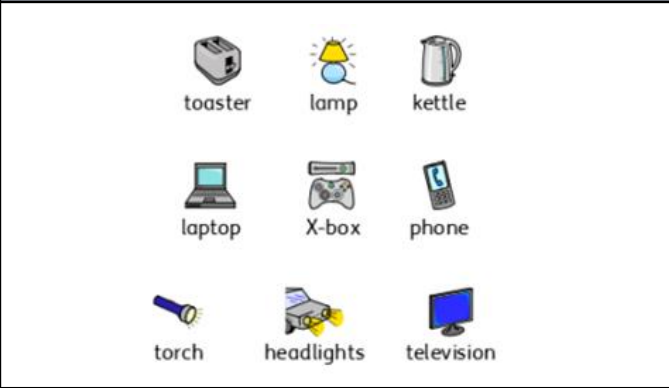 toaster lamp kettle
laptop X-box phone
torch headlights television